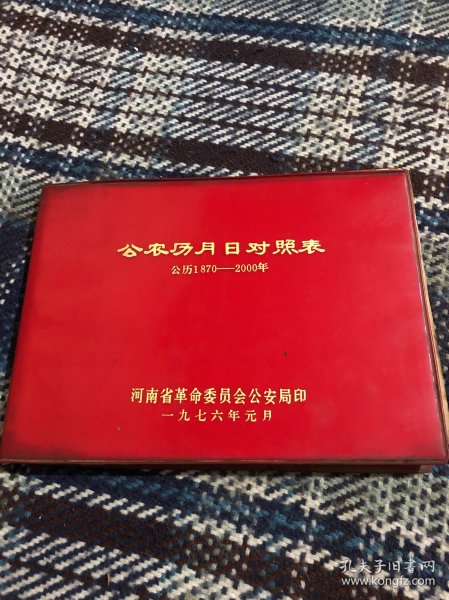 公农历月日对照表
公历1870——2000年
河南省革命委员会公安局印
一九七六年元月
孔夫子旧书网
www.kongfz.com